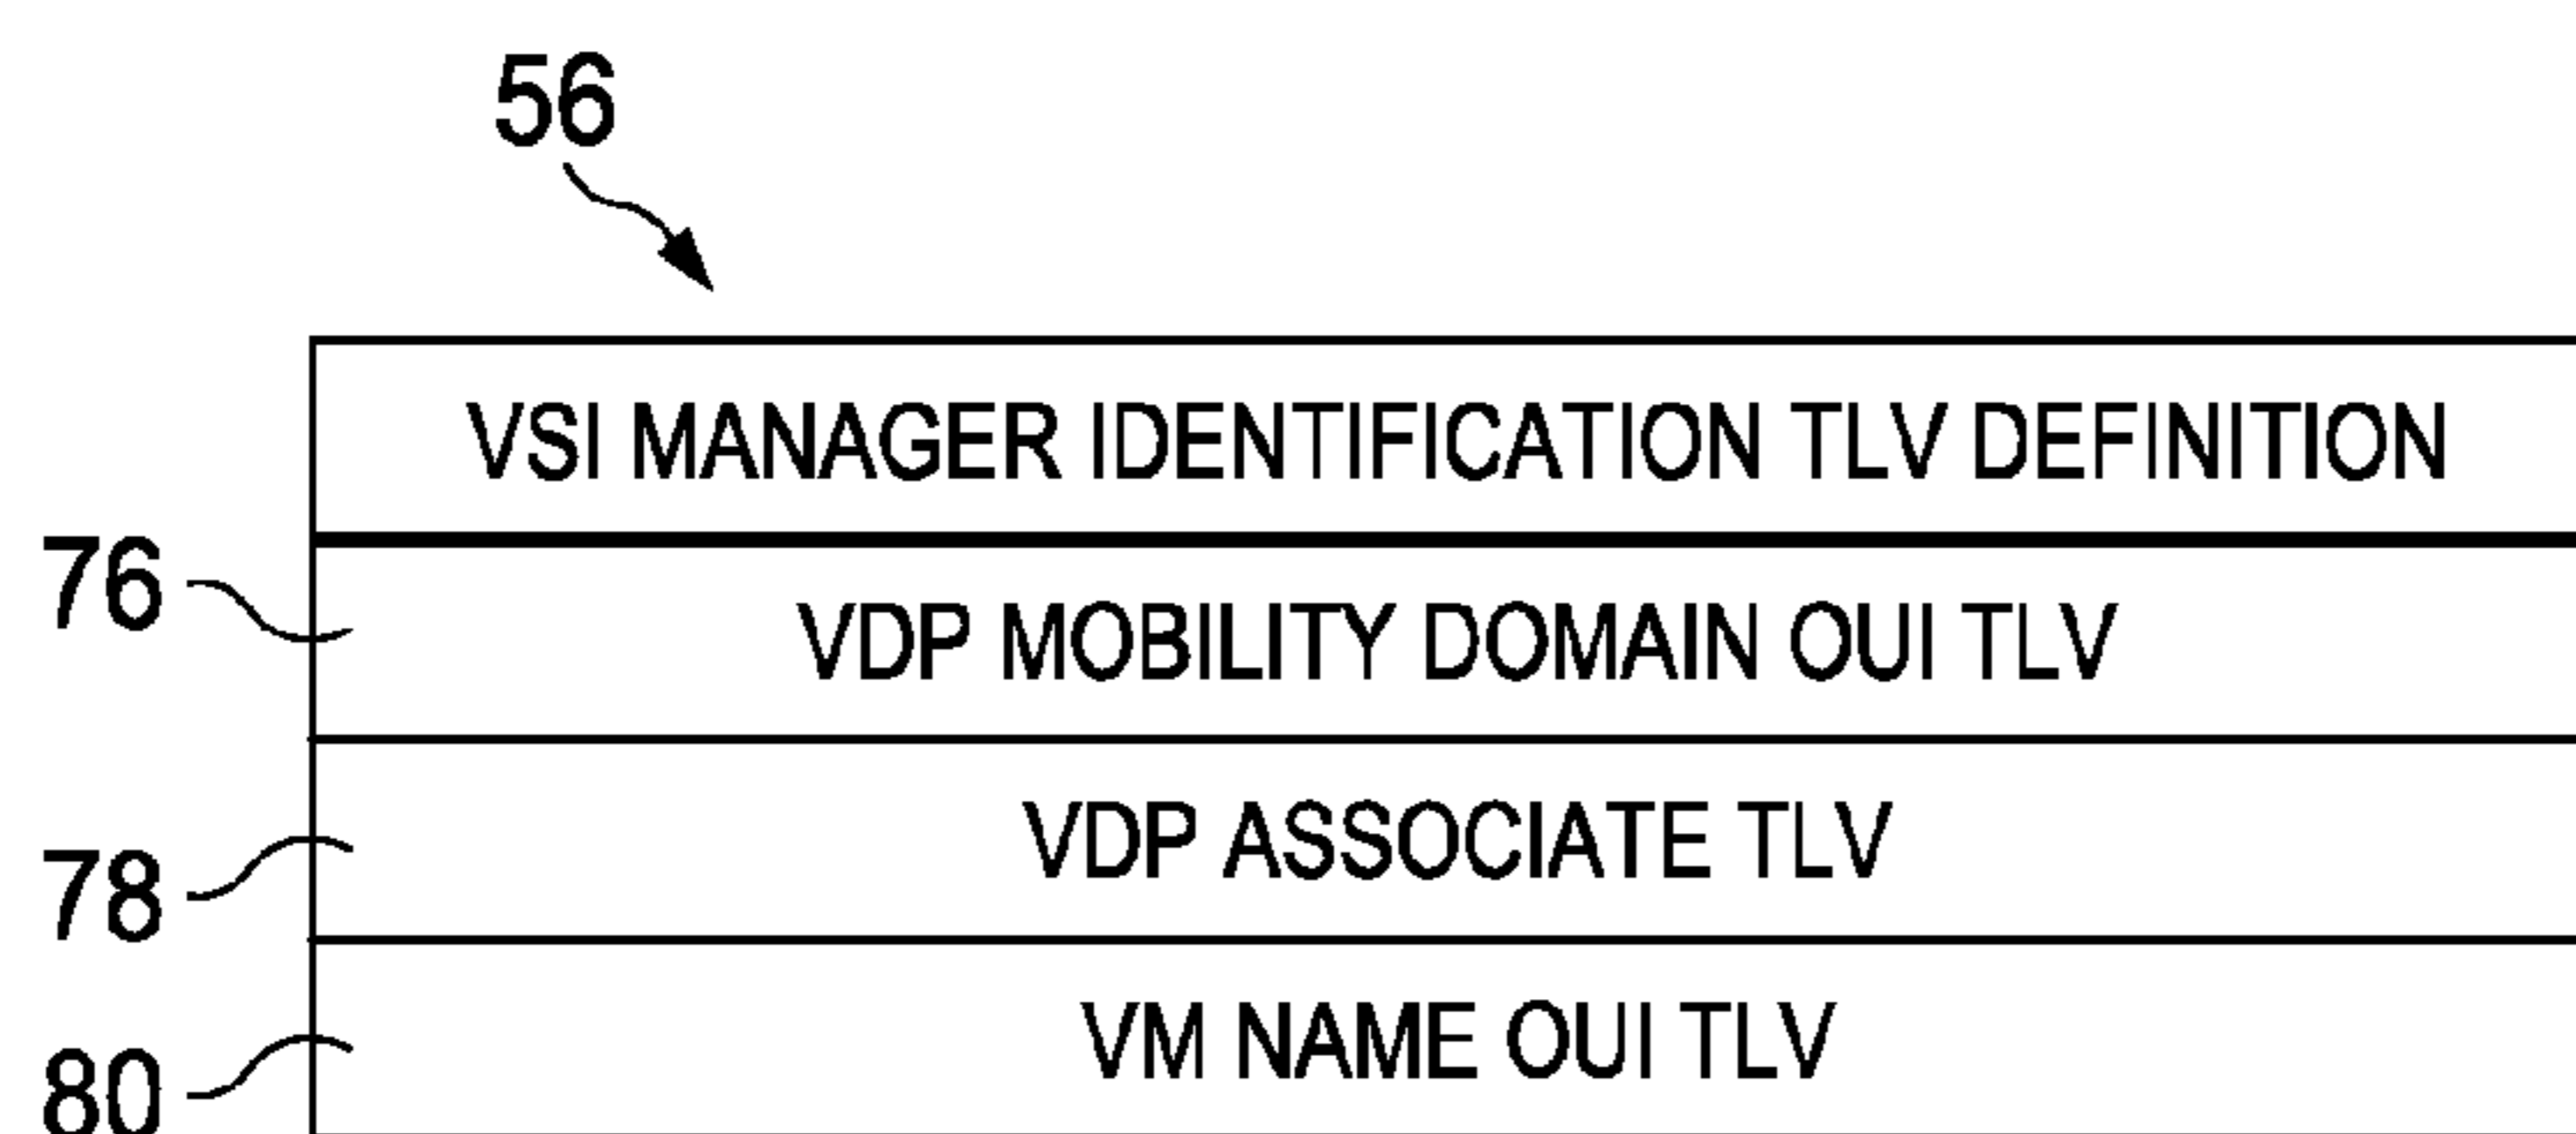 56
VSI MANAGER IDENTIFICATION TLV DEFINITION
76
VDP MOBILITY DOMAIN OUI TLV
78
VDP ASSOCIATE TLV
80
VM NAME OUI TLV